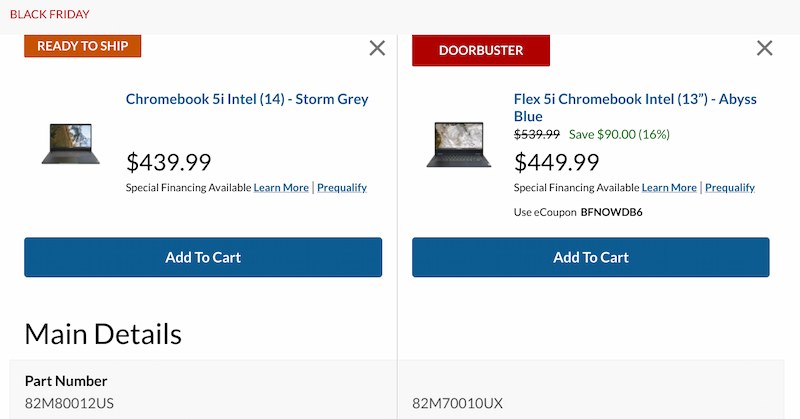 BLACK FRIDAY
READY TO SHIP
Chromebook 5i Intel (14) - Storm Grey
$439.99
Special Financing Available Learn More | Prequalify
Add To Cart
DOORBUSTER
Flex 5i Chromebook Intel (13”) - Abyss
Blue
$539.99 Save $90.00 (16%)
$449.99
Special Financing Available Learn More | Prequalify
Use eCoupon BFNOWDB6
Add To Cart
Main Details
Part Number
82M80012US
82M70010UX